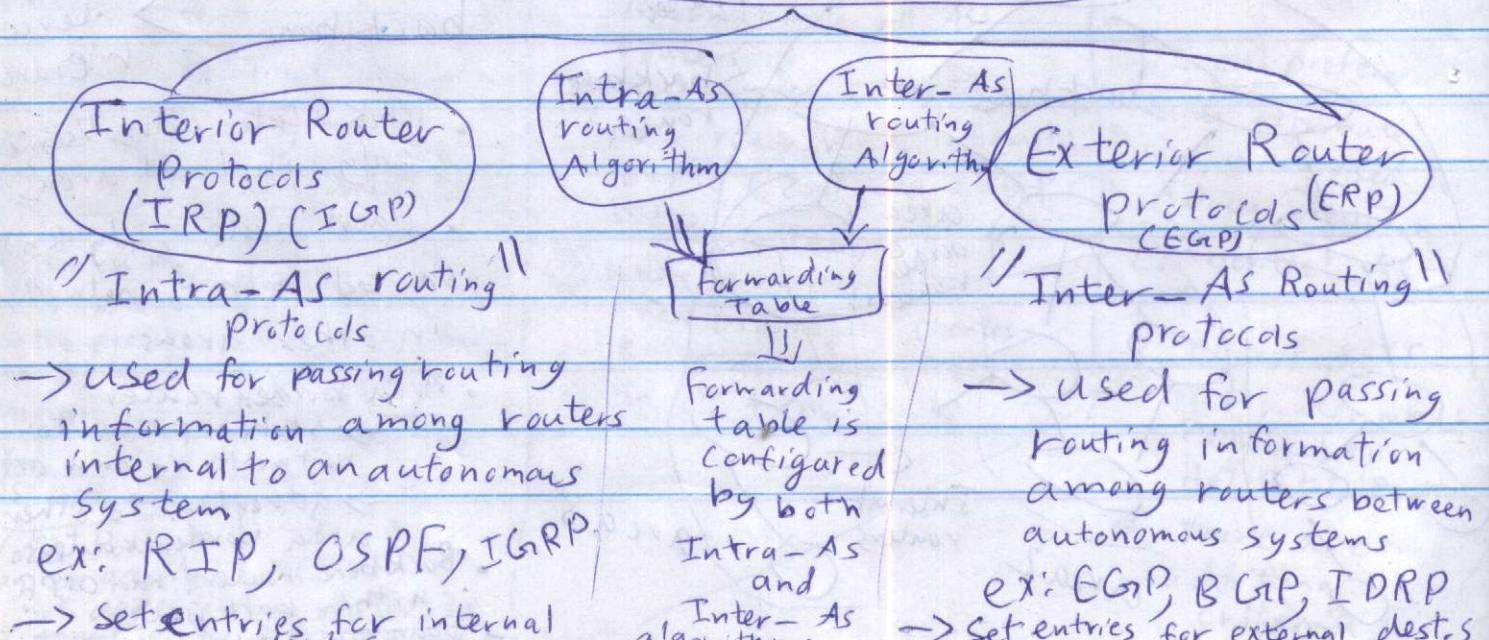 Interior Router
Protocols
(IRP) (IGP)
"Intra-As routing"
protocols
-> used for passing routing
information among routers
internal to an autonomous
system
ex: RIP, OSPF, IGRP
-> set entries for internal
Intra-As
routing
Algorithm
Inter-As
routing
Algorithm
Forwarding
Table
Forwarding
table is
configured
by both
Intra-As
and
Inter-As
algorithms
Exterior Router
protocols (ERP)
(EGP)
"Inter-As Routing"
protocols
-> used for passing
routing information
among routers between
autonomous systems
ex: EGP, BGP, IDRP
-> set entries for external dest.s